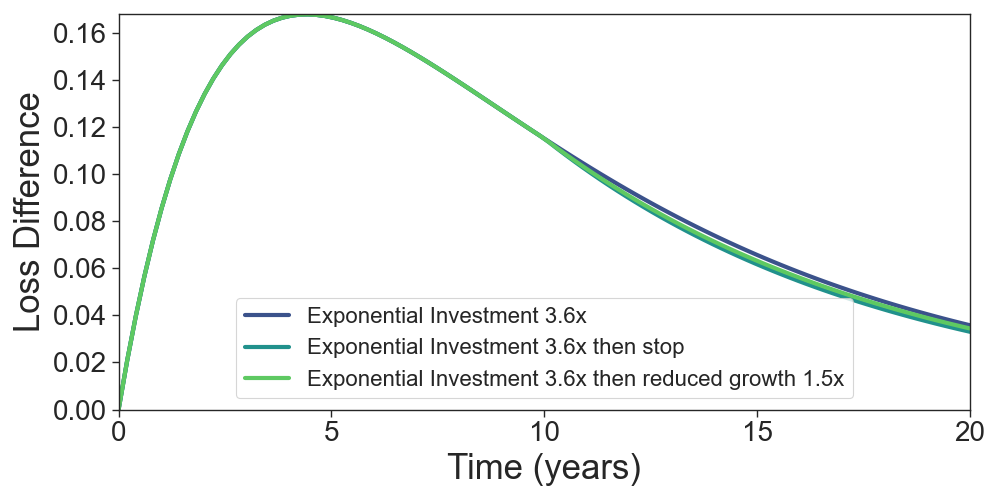 Loss Difference
0.16
0.14
0.12
0.10
0.08
0.06
0.04
0.02
0.00
Exponential Investment 3.6x
Exponential Investment 3.6x then stop
Exponential Investment 3.6x then reduced growth 1.5x
0 5 10 15 20
Time (years)